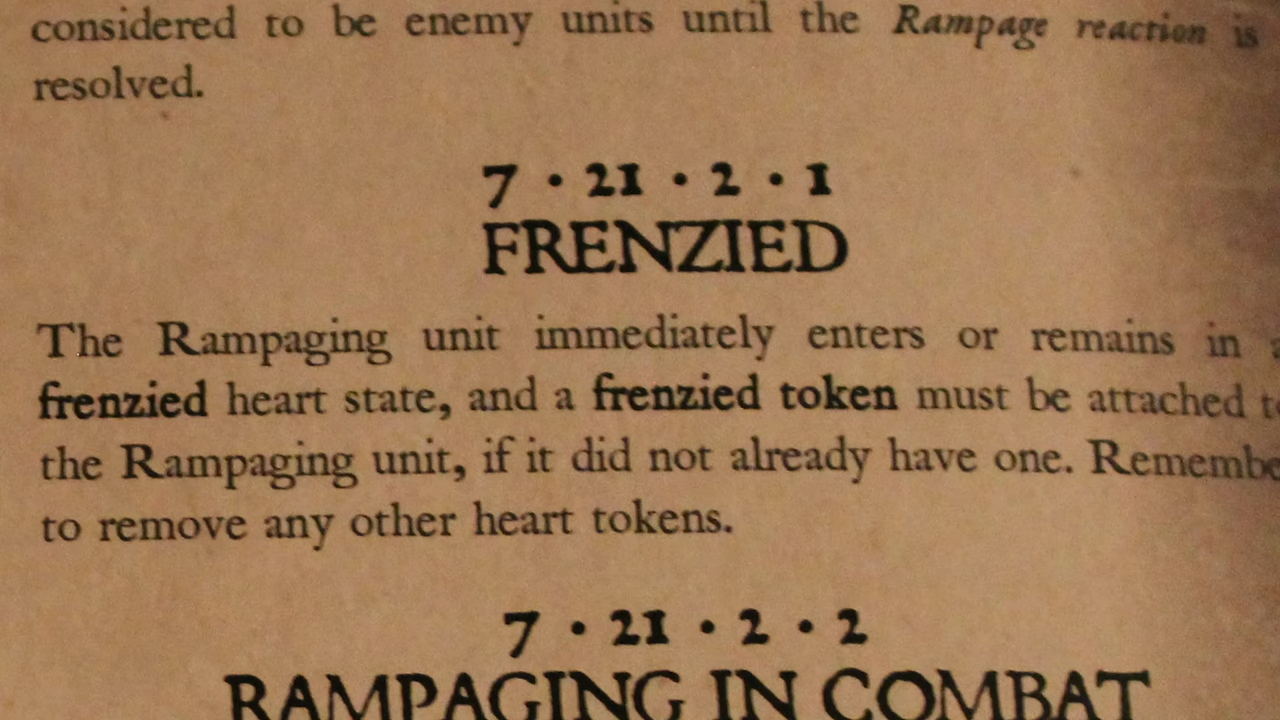 considered to be enemy units until the Rampage reaction is
resolved.
7 · 21 · 2 · 1
FRENZIED
The Rampaging unit immediately enters or remains in a
frenzied heart state, and a frenzied token must be attached to
the Rampaging unit, if it did not already have one. Remembe
to remove any other heart tokens.
7 · 21 · 2 · 2
RAMPAGING IN COMBAT